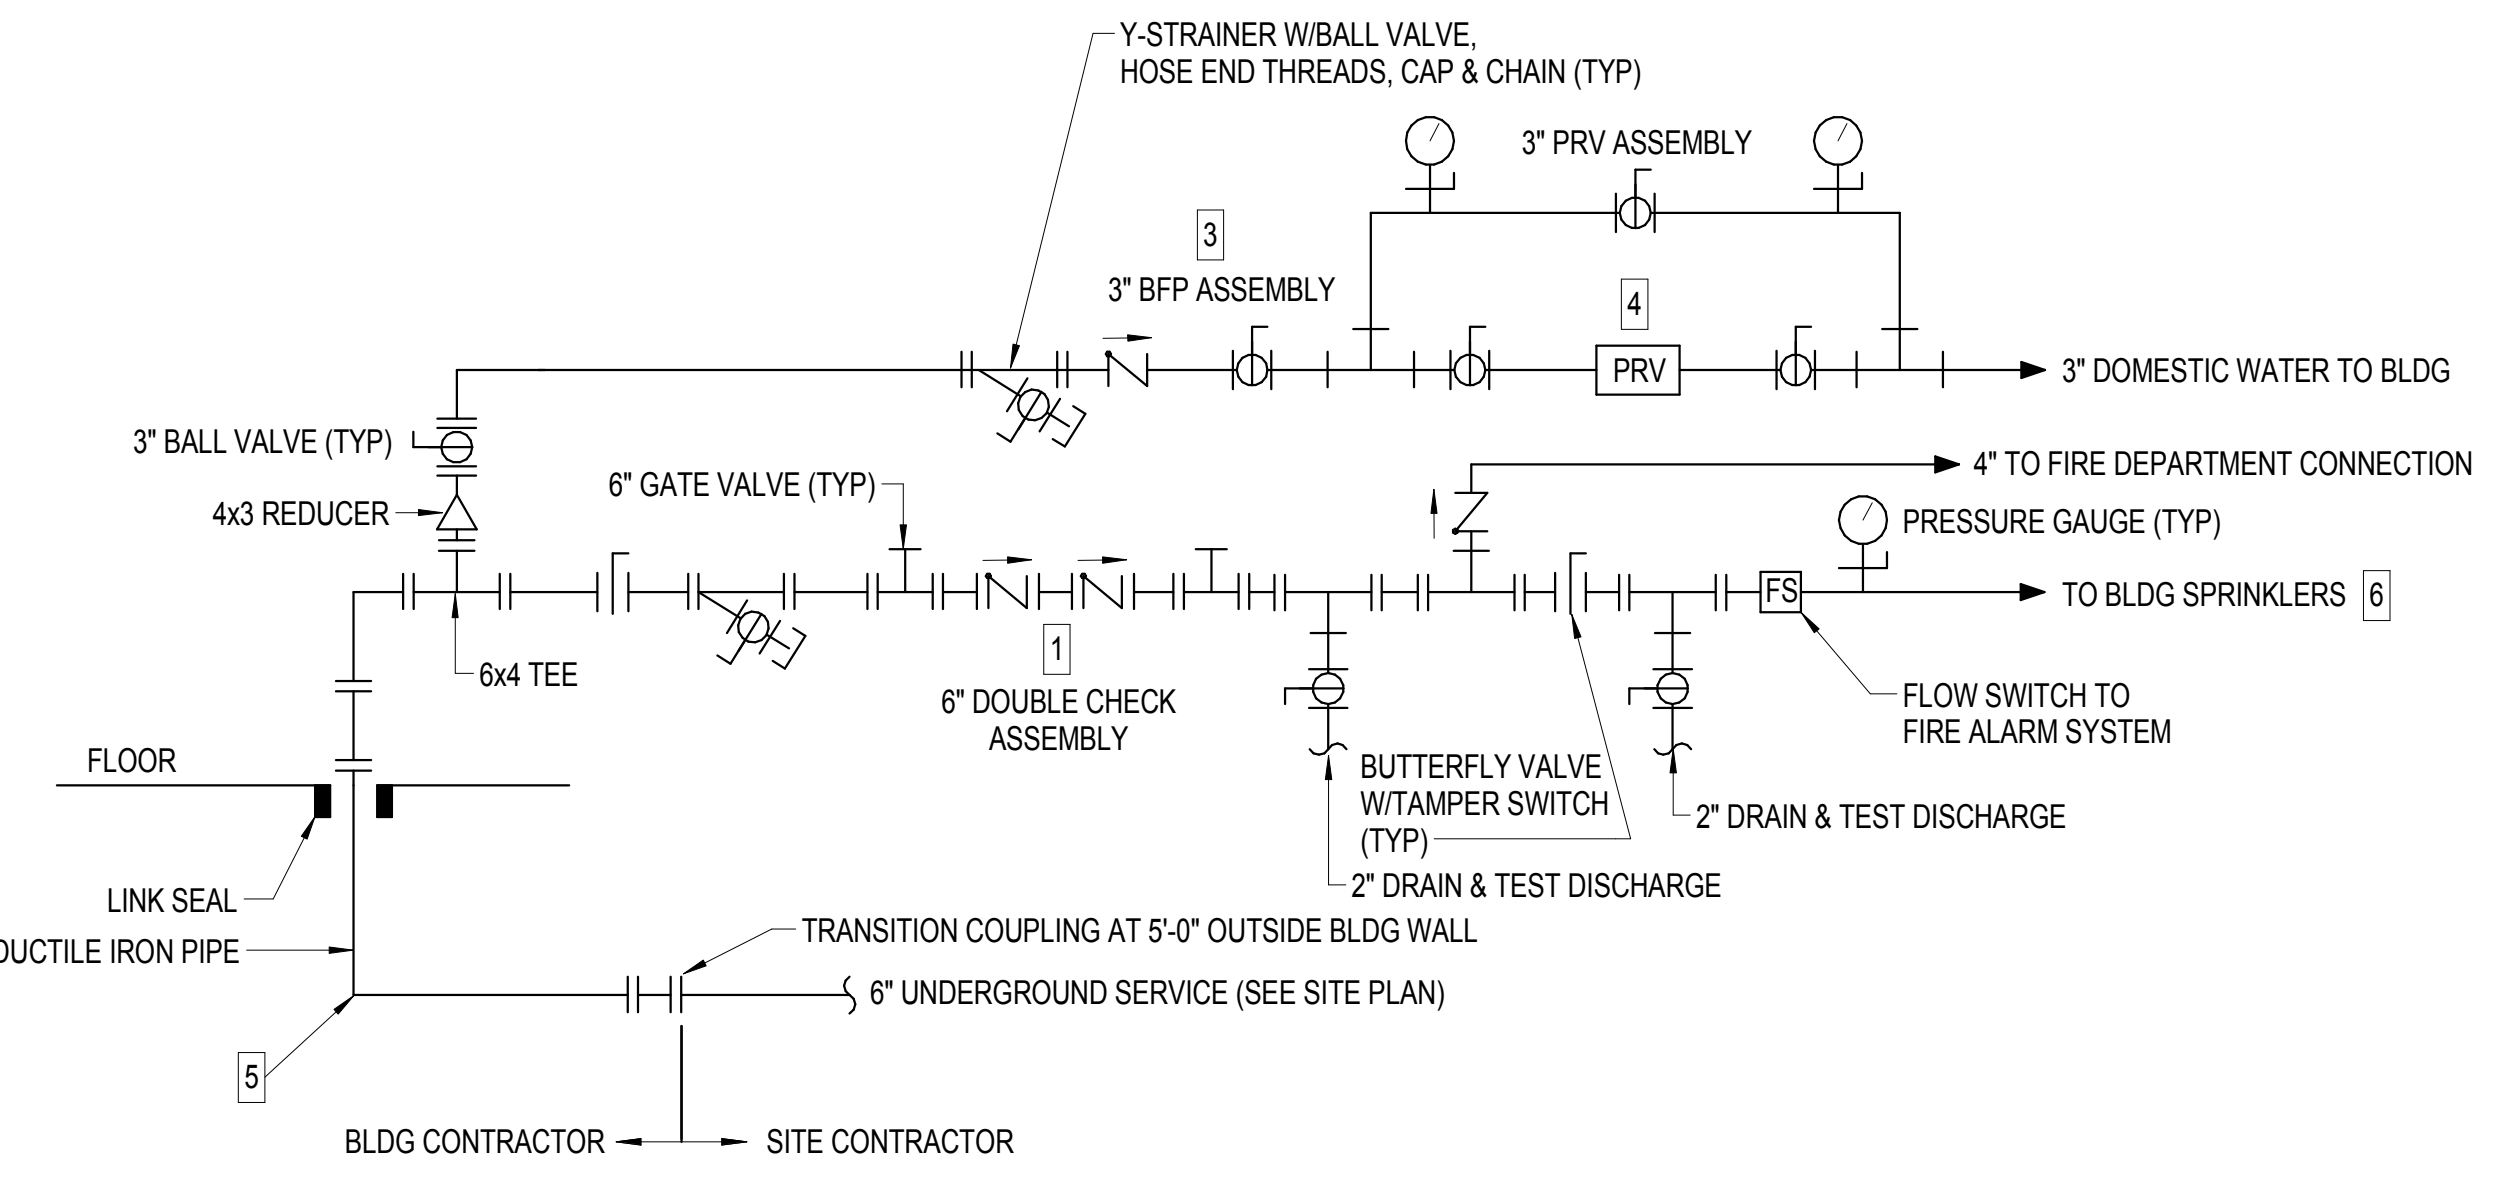 Y-STRAINER W/BALL VALVE,
HOSE END THREADS, CAP & CHAIN (TYP)
3" PRV ASSEMBLY
3
3" BFP ASSEMBLY
4
PRV
3" DOMESTIC WATER TO BLDG
3" BALL VALVE (TYP)
4" TO FIRE DEPARTMENT CONNECTION
6" GATE VALVE (TYP)
4x3 REDUCER
PRESSURE GAUGE (TYP)
FS
TO BLDG SPRINKLERS 6
1
6x4 TEE
6" DOUBLE CHECK
ASSEMBLY
FLOW SWITCH TO
FIRE ALARM SYSTEM
FLOOR
BUTTERFLY VALVE
W/TAMPER SWITCH
(TYP)
2" DRAIN & TEST DISCHARGE
2" DRAIN & TEST DISCHARGE
LINK SEAL
TRANSITION COUPLING AT 5'-0" OUTSIDE BLDG WALL
DUCTILE IRON PIPE
6" UNDERGROUND SERVICE (SEE SITE PLAN)
5
BLDG CONTRACTOR
SITE CONTRACTOR